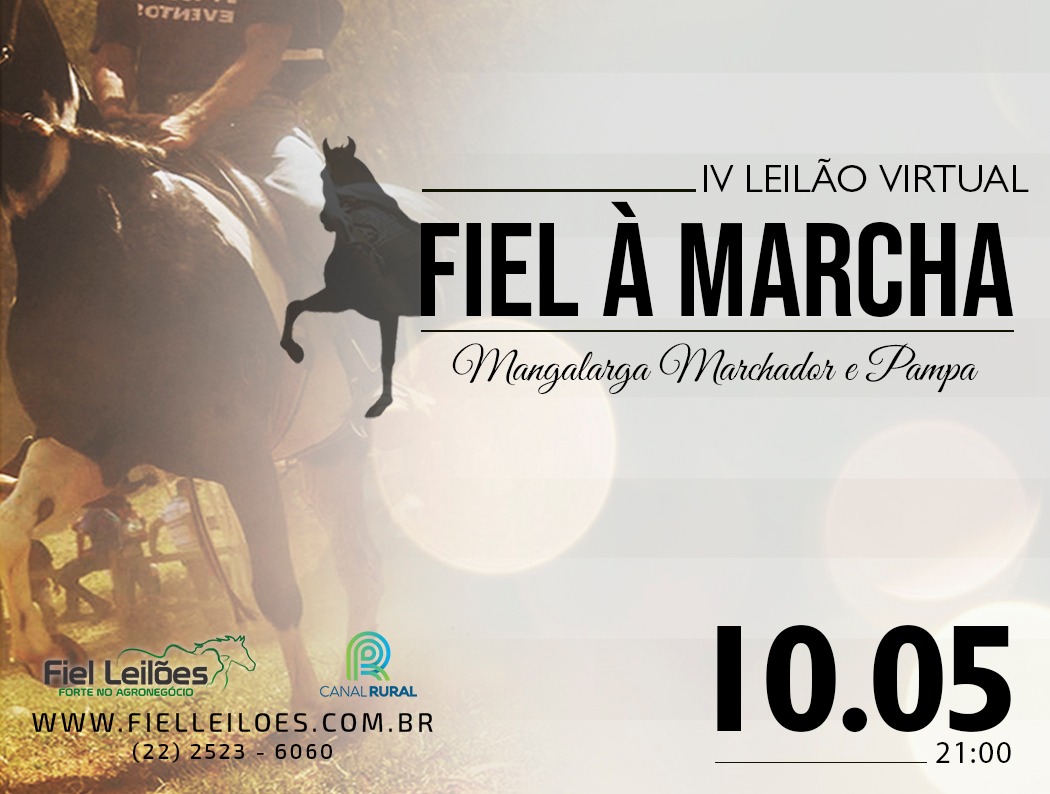 IV LEILÃO VIRTUAL
FIEL À MARCHA
Mangalarga Marchador e Pampa
Fiel Leilões
FORTE NO AGRONEGÓCIO
CANAL RURAL
WWW.FIELLEILOES.COM.BR
(22) 2523 - 6060
10.05
21:00